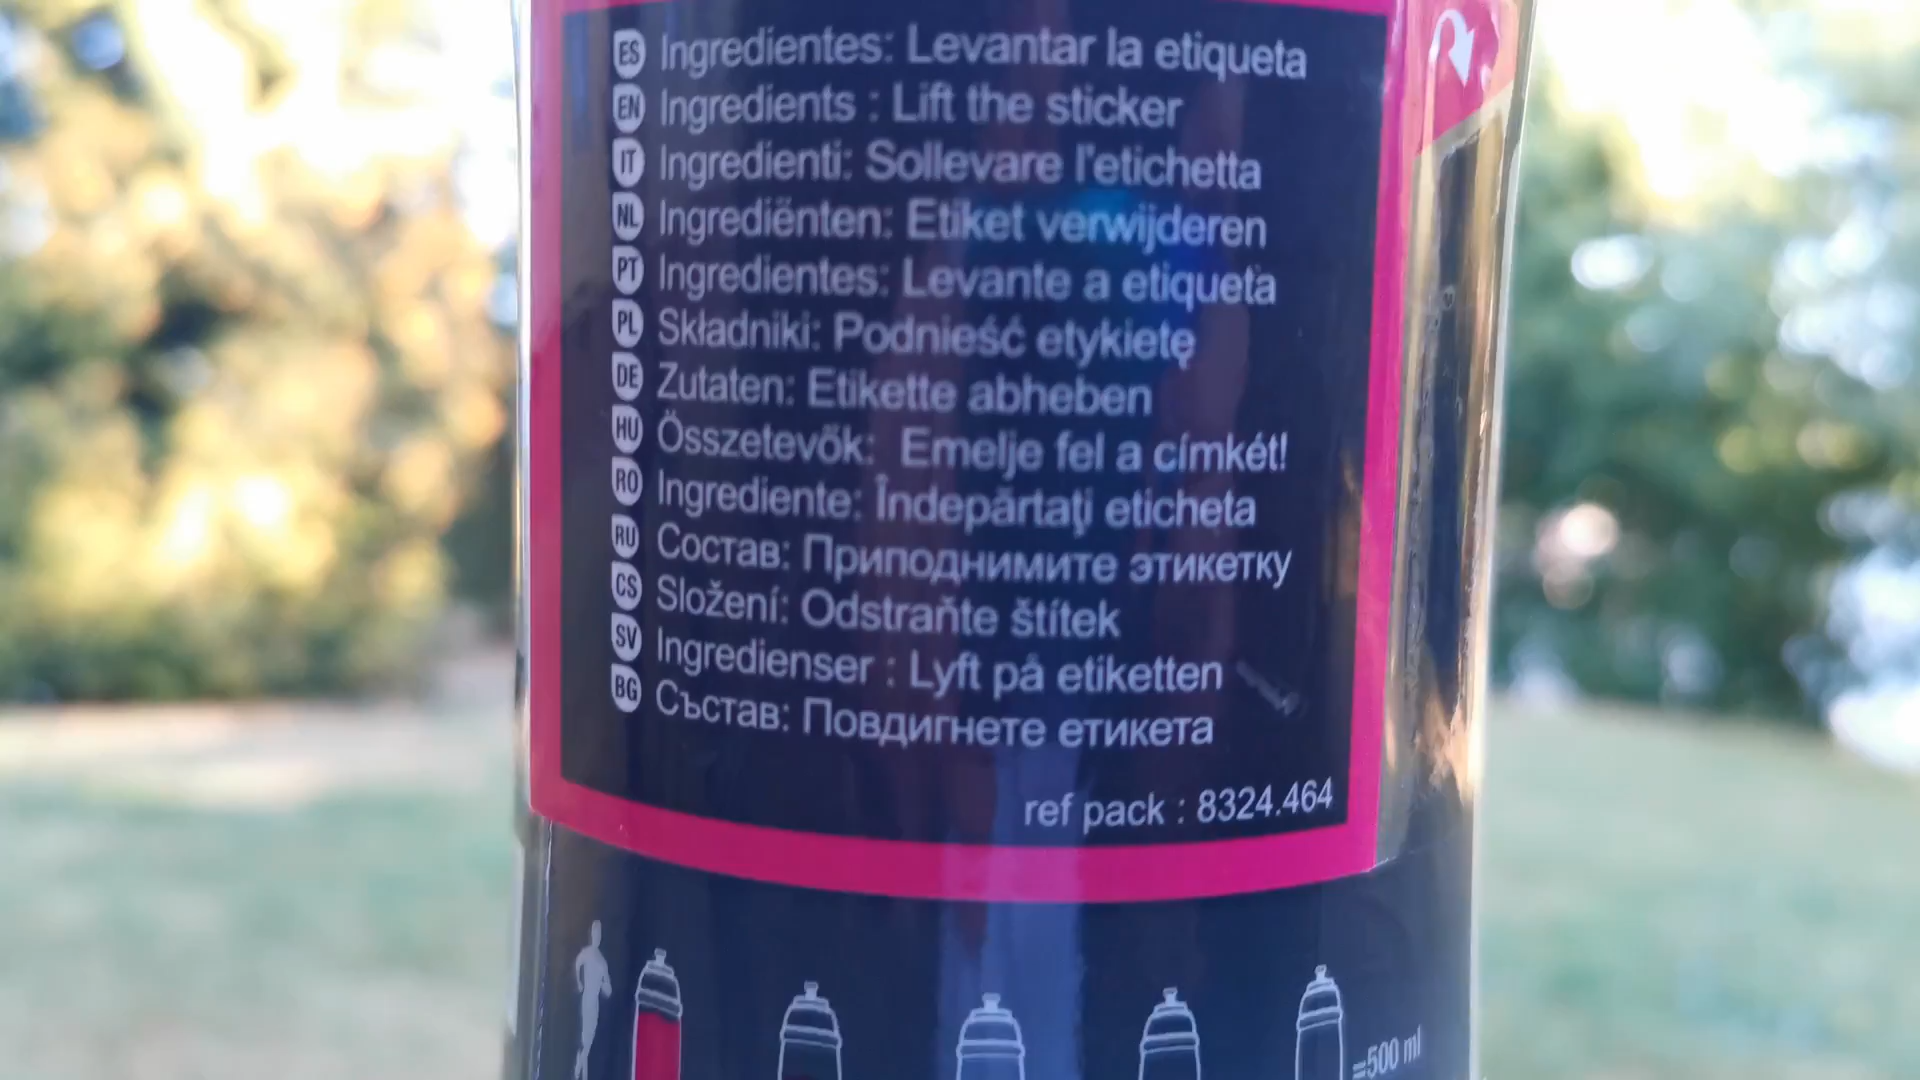 ES Ingredientes: Levantar la etiqueta
EN Ingredients : Lift the sticker
IT Ingredienti: Sollevare l'etichetta
NL Ingrediënten: Etiket verwijderen
PT Ingredientes: Levante a etiqueta
PL Składniki: Podnieść etykietę
DE Zutaten: Etikette abheben
HU Összetevők: Emelje fel a címkét!
RO Ingrediente: Îndepărtaţi eticheta
RU Состав: Приподнимите этикетку
CS Složení: Odstraňte štítek
SV Ingredienser : Lyft på etiketten
BG Състав: Повдигнете етикета
ref pack : 8324.464
=500 ml